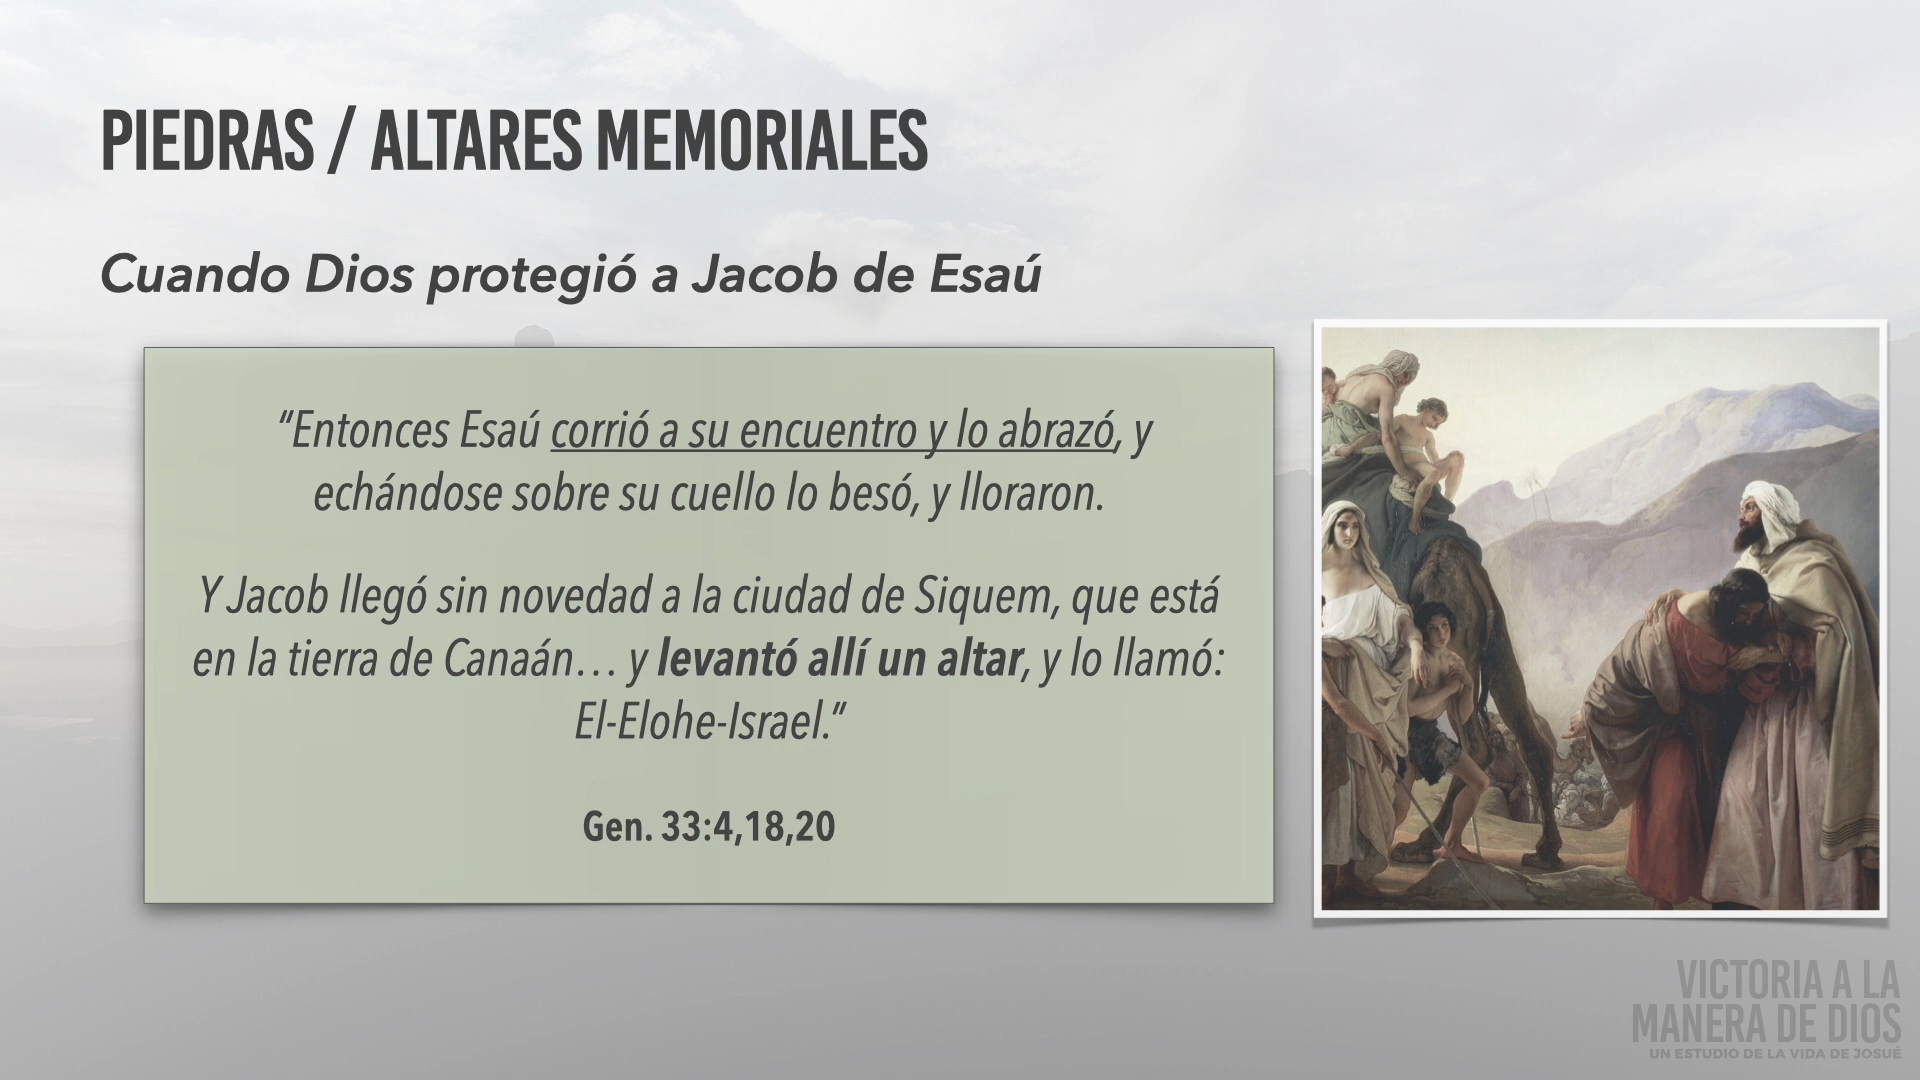 PIEDRAS / ALTARES MEMORIALES
Cuando Dios protegió a Jacob de Esaú
“Entonces Esaú corrió a su encuentro y lo abrazó, y
echándose sobre su cuello lo besó, y lloraron.
Y Jacob llegó sin novedad a la ciudad de Siquem, que está
en la tierra de Canaán… y levantó allí un altar, y lo llamó:
El-Elohe-Israel.”
Gen. 33:4,18,20
VICTORIA A LA
MANERA DE DIOS
UN ESTUDIO DE LA VIDA DE JOSUÉ